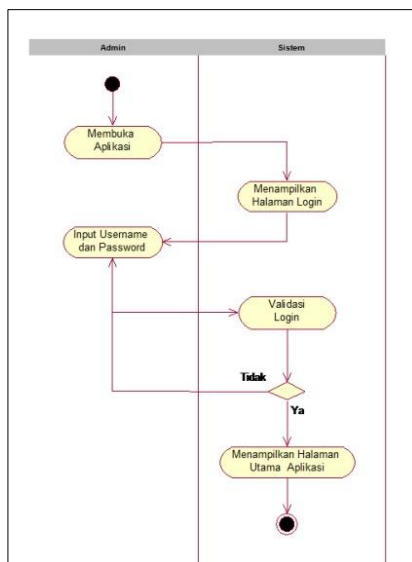 Admin
Sistem
Membuka
Aplikasi
Menampilkan
Halaman Login
Input Username
dan Password
Validasi
Login
Tidak
Ya
Menampilkan Halaman
Utama Aplikasi